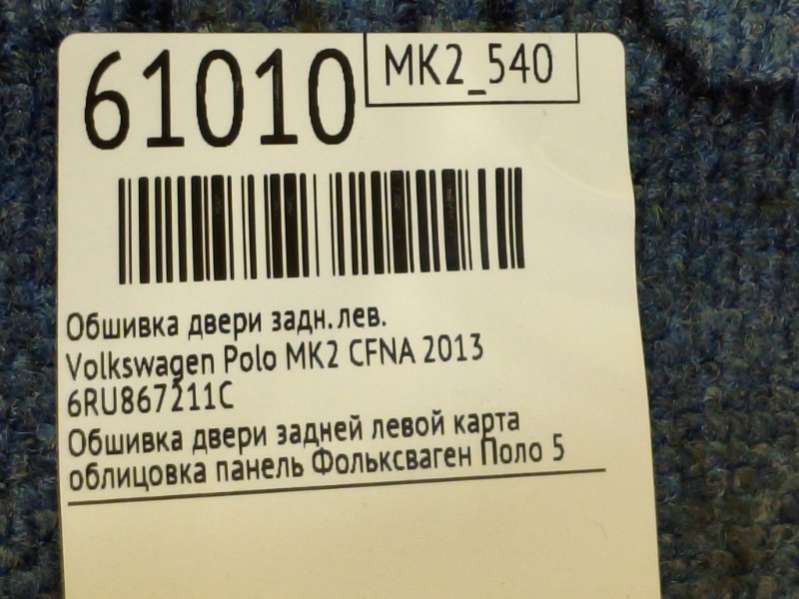 61010
MK2_540
Обшивка двери задн.лев.
Volkswagen Polo MK2 CFNA 2013
6RU867211C
Обшивка двери задней левой карта
облицовка панель Фольксваген Поло 5